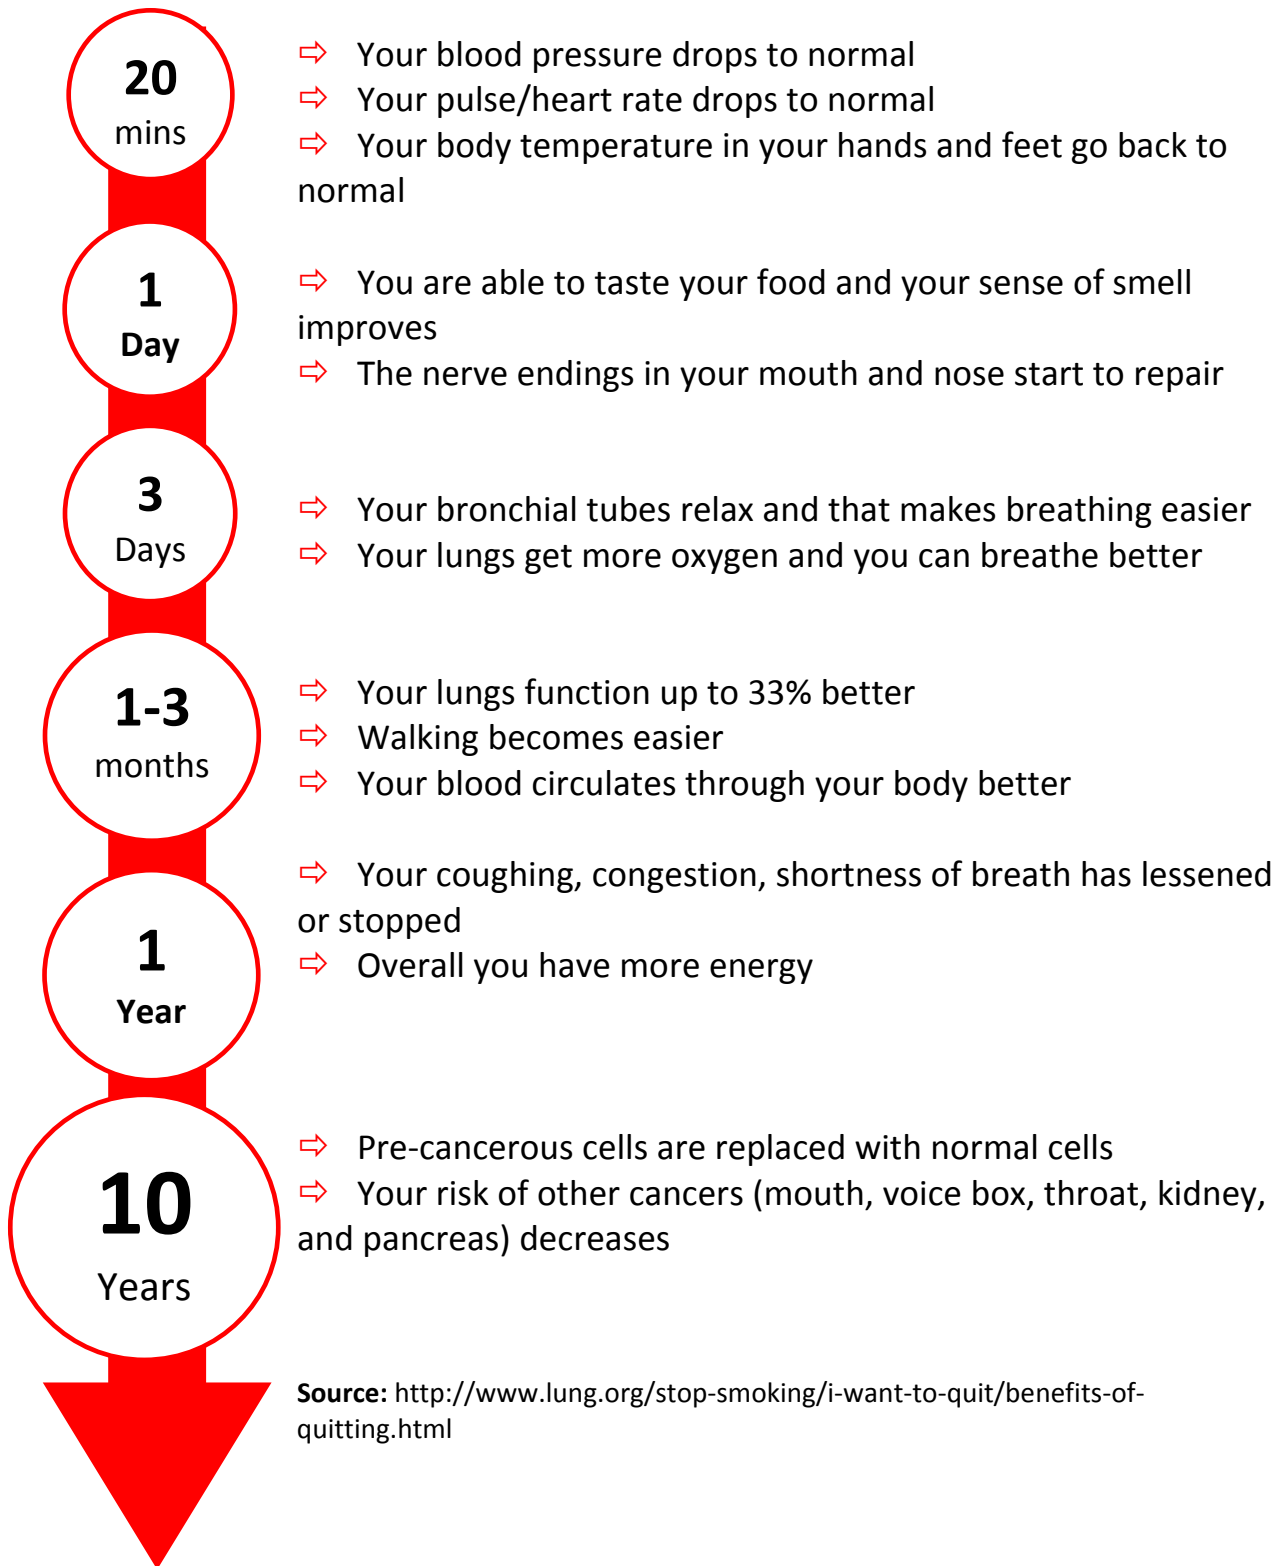 20
mins
⇨ Your blood pressure drops to normal
⇨ Your pulse/heart rate drops to normal
⇨ Your body temperature in your hands and feet go back to
normal
1
Day
⇨ You are able to taste your food and your sense of smell
improves
⇨ The nerve endings in your mouth and nose start to repair
3
Days
⇨ Your bronchial tubes relax and that makes breathing easier
⇨ Your lungs get more oxygen and you can breathe better
1-3
months
⇨ Your lungs function up to 33% better
⇨ Walking becomes easier
⇨ Your blood circulates through your body better
1
Year
⇨ Your coughing, congestion, shortness of breath has lessened
or stopped
⇨ Overall you have more energy
10
Years
⇨ Pre-cancerous cells are replaced with normal cells
⇨ Your risk of other cancers (mouth, voice box, throat, kidney,
and pancreas) decreases
Source: http://www.lung.org/stop-smoking/i-want-to-quit/benefits-of-
quitting.html